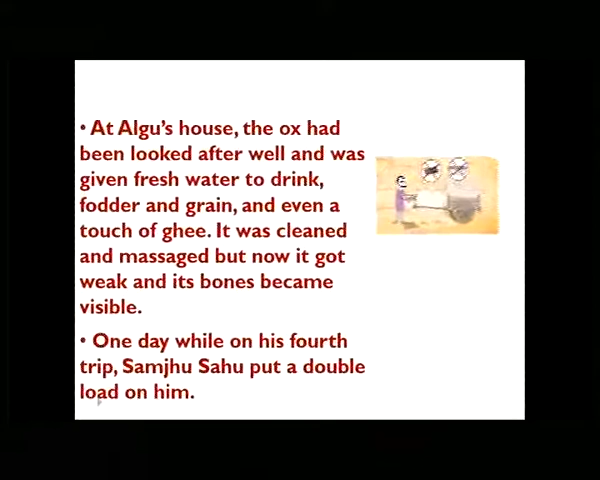 • At Algu's house, the ox had
been looked after well and was
given fresh water to drink,
fodder and grain, and even a
touch of ghee. It was cleaned
and massaged but now it got
weak and its bones became
visible.
• One day while on his fourth
trip, Samjhu Sahu put a double
load on him.